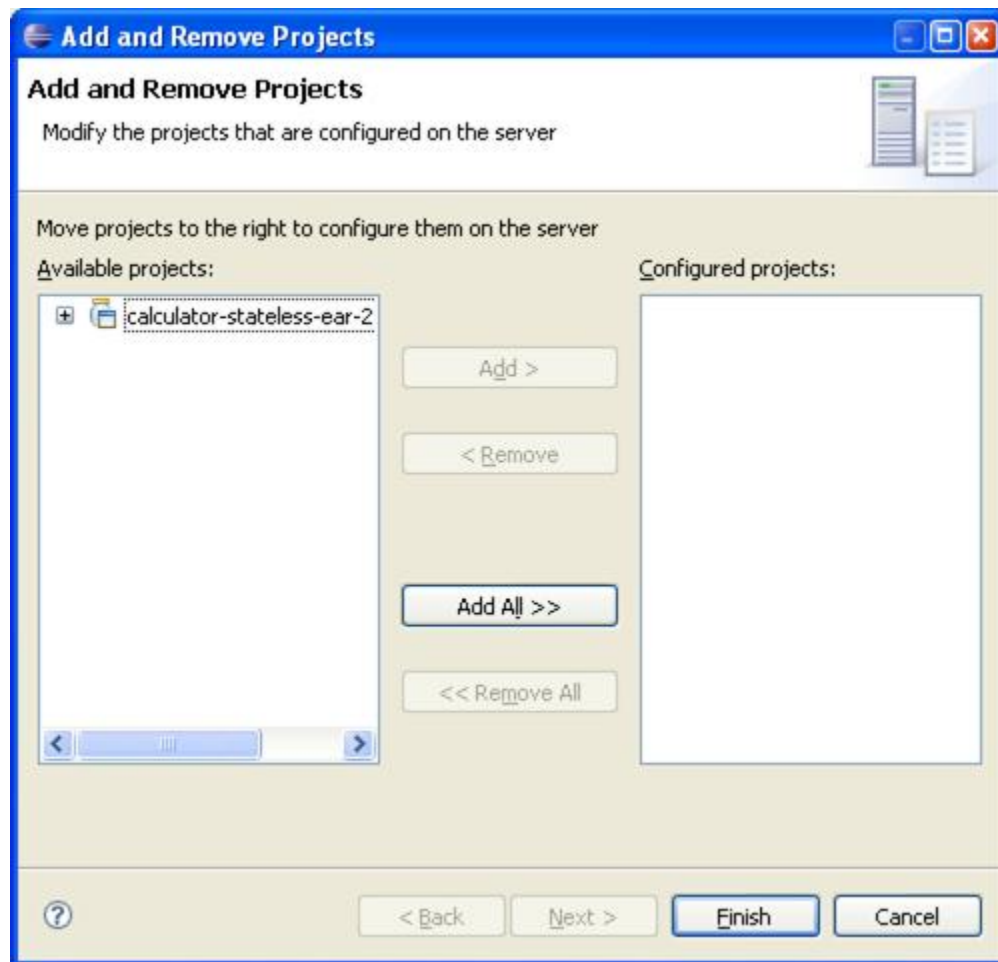 Add and Remove Projects
Add and Remove Projects
Modify the projects that are configured on the server
Move projects to the right to configure them on the server
Available projects:
Configured projects:
calculator-stateless-ear-2
Add >
< Remove
Add All >>
<< Remove All
?
< Back
Next >
Finish
Cancel